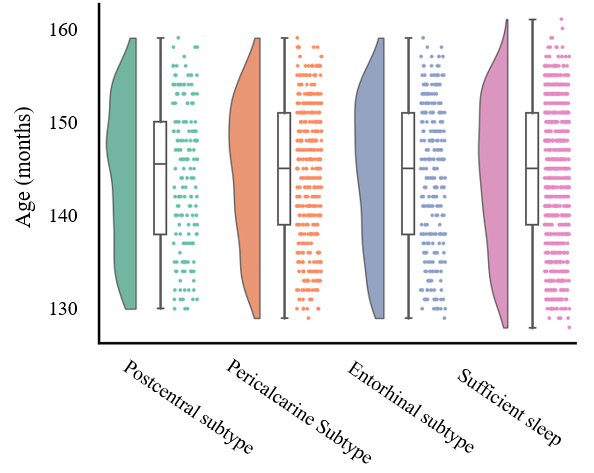 Age (months)
160
150
140
130
Postcentral subtype
Pericalcarine Subtype
Entorhinal subtype
Sufficient sleep